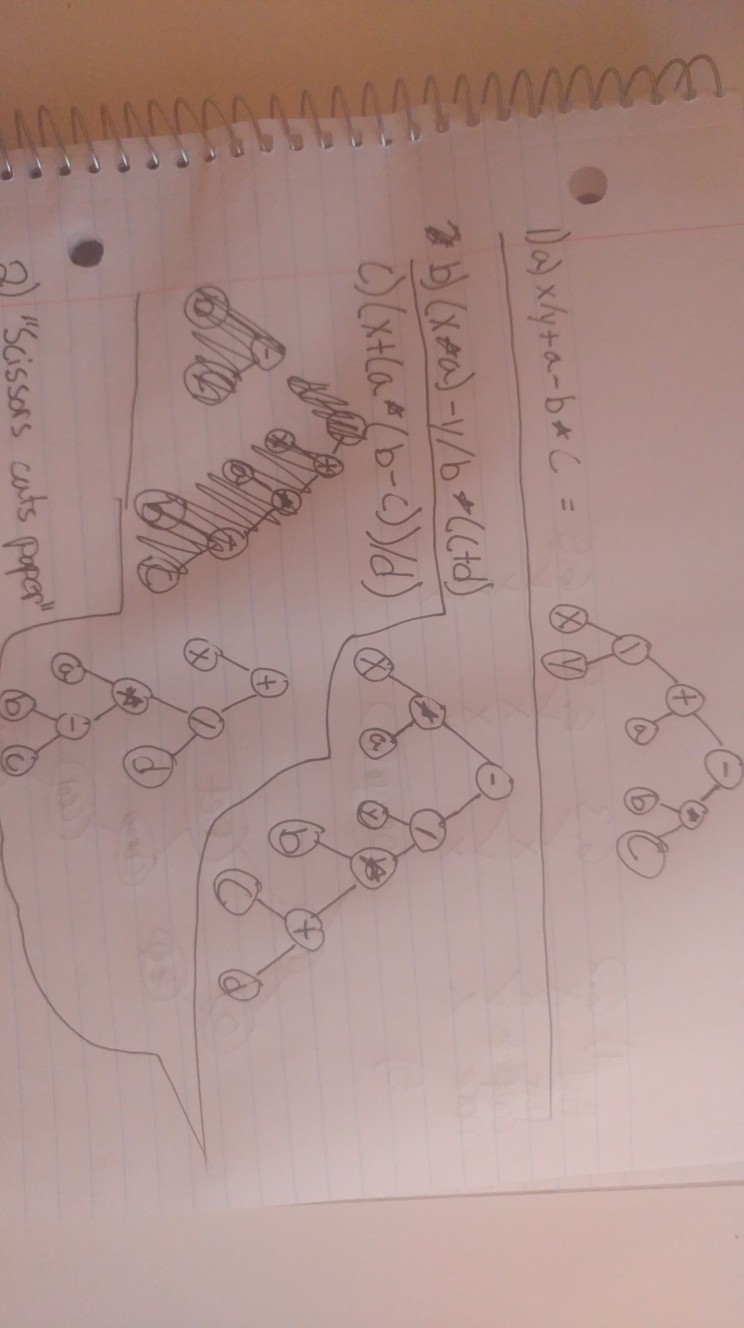 1) a) x/y+a-b*c =
-
+ *
/ a b c
x y
b) (x*a)-y/b*(c+d)
-
* /
x a y *
b +
c d
c) (x+(a*(b-c))/d)
+
x /
* d
a -
b c
2) "Scissors cuts paper"